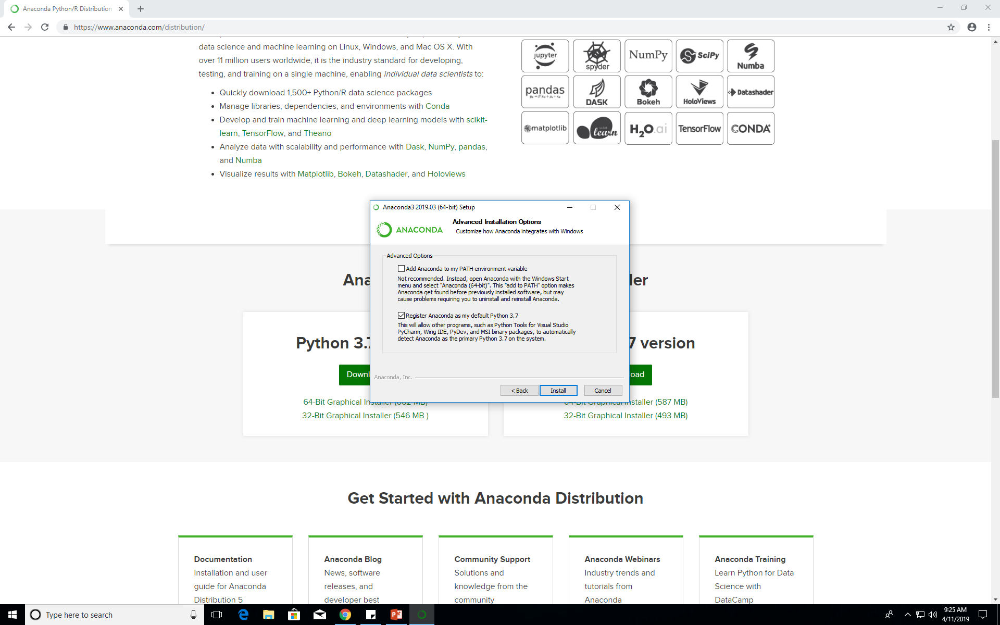 Anaconda Python/R Distribution
https://www.anaconda.com/distribution/
data science and machine learning on Linux, Windows, and Mac OS X. With
over 11 million users worldwide, it is the industry standard for developing,
testing, and training on a single machine, enabling individual data scientists to:
Quickly download 1,500+ Python/R data science packages
Manage libraries, dependencies, and environments with Conda
Develop and train machine learning and deep learning models with scikit-
learn, TensorFlow, and Theano
Analyze data with scalability and performance with Dask, NumPy, pandas,
and Numba
Visualize results with Matplotlib, Bokeh, Datashader, and Holoviews
jupyter
spyder
NumPy
SciPy
Numba
pandas
DASK
Bokeh
HoloViews
Datashader
matplotlib
scikit
learn
H2O.ai
TensorFlow
CONDA
Anaconda3 2019.03 (64-bit) Setup
ANACONDA
Advanced Installation Options
Customize how Anaconda integrates with Windows
Advanced Options
Add Anaconda to my PATH environment variable
Not recommended. Instead, open Anaconda with the Windows Start
menu and select "Anaconda (64-bit)". This "add to PATH" option makes
Anaconda get found before previously installed software, but may
cause problems requiring you to uninstall and reinstall Anaconda.
Register Anaconda as my default Python 3.7
This will allow other programs, such as Python Tools for Visual Studio
PyCharm, Wing IDE, PyDev, and MSI binary packages, to automatically
detect Anaconda as the primary Python 3.7 on the system.
Anaconda, Inc.
< Back
Install
Cancel
Ana
ler
Python 3.7
7 version
Downl
load
64-Bit Graphical Installer
64-Bit Graphical Installer (587 MB)
32-Bit Graphical Installer (546 MB )
32-Bit Graphical Installer (493 MB)
Get Started with Anaconda Distribution
Documentation
Installation and user
guide for Anaconda
Distribution 5
Anaconda Blog
News, software
releases, and
developer best
Community Support
Solutions and
knowledge from the
community
Anaconda Webinars
Industry trends and
tutorials from
Anaconda
Anaconda Training
Learn Python for Data
Science with
DataCamp
Type here to search
9:25 AM
4/11/2019